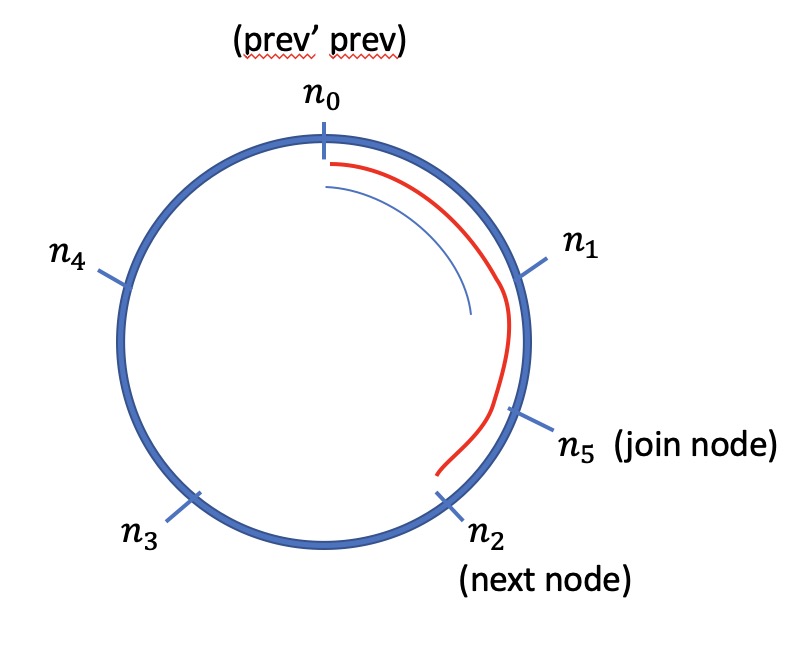 (prev’ prev)
n₀
n₁
n₄
n₅ (join node)
n₃
n₂
(next node)